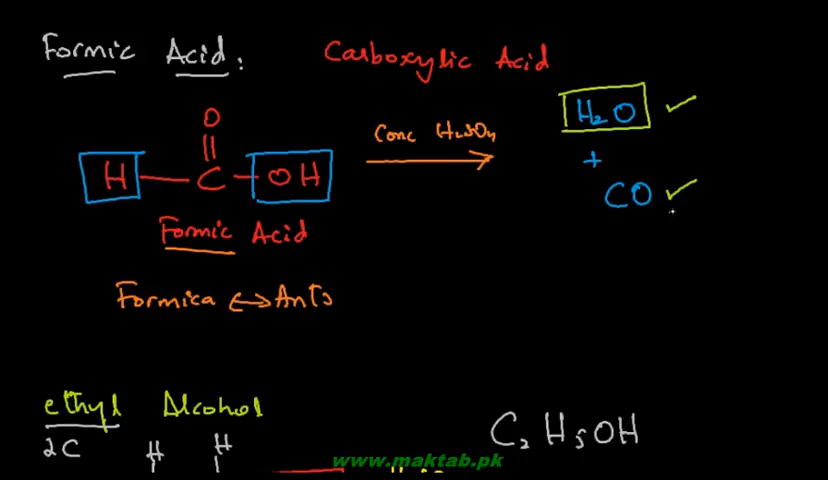 Formic Acid:
Carboxylic Acid
O
H C OH
Conc H2SO4
H2O
+
CO
Formic Acid
Formica ↔ Ants
ethyl Alcohol
2C
H H
C2H5OH
www.maktab.pk